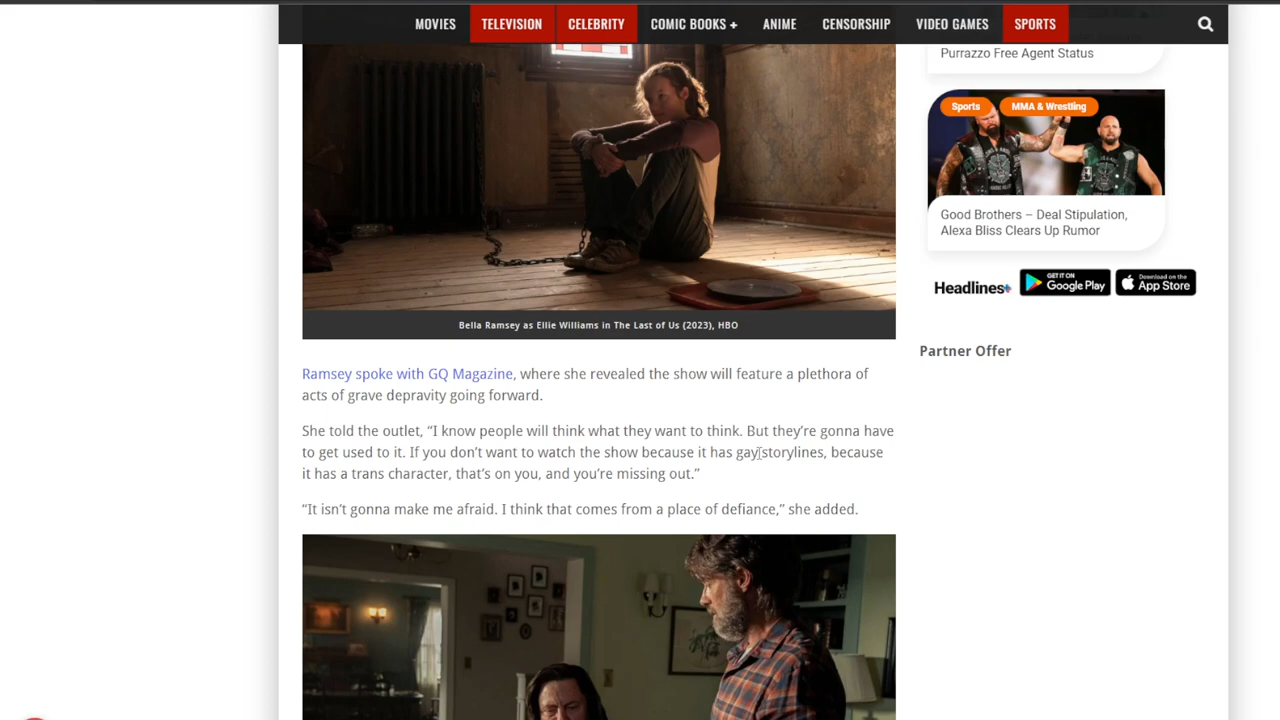 MOVIES TELEVISION CELEBRITY COMIC BOOKS + ANIME CENSORSHIP VIDEO GAMES SPORTS
Purrazzo Free Agent Status
Sports MMA & Wrestling
Good Brothers – Deal Stipulation,
Alexa Bliss Clears Up Rumor
Headlines+ GET IT ON Google Play Download on the App Store
Partner Offer
Bella Ramsey as Ellie Williams in The Last of Us (2023), HBO
Ramsey spoke with GQ Magazine, where she revealed the show will feature a plethora of
acts of grave depravity going forward.
She told the outlet, “I know people will think what they want to think. But they’re gonna have
to get used to it. If you don’t want to watch the show because it has gay storylines, because
it has a trans character, that’s on you, and you’re missing out.”
“It isn’t gonna make me afraid. I think that comes from a place of defiance,” she added.